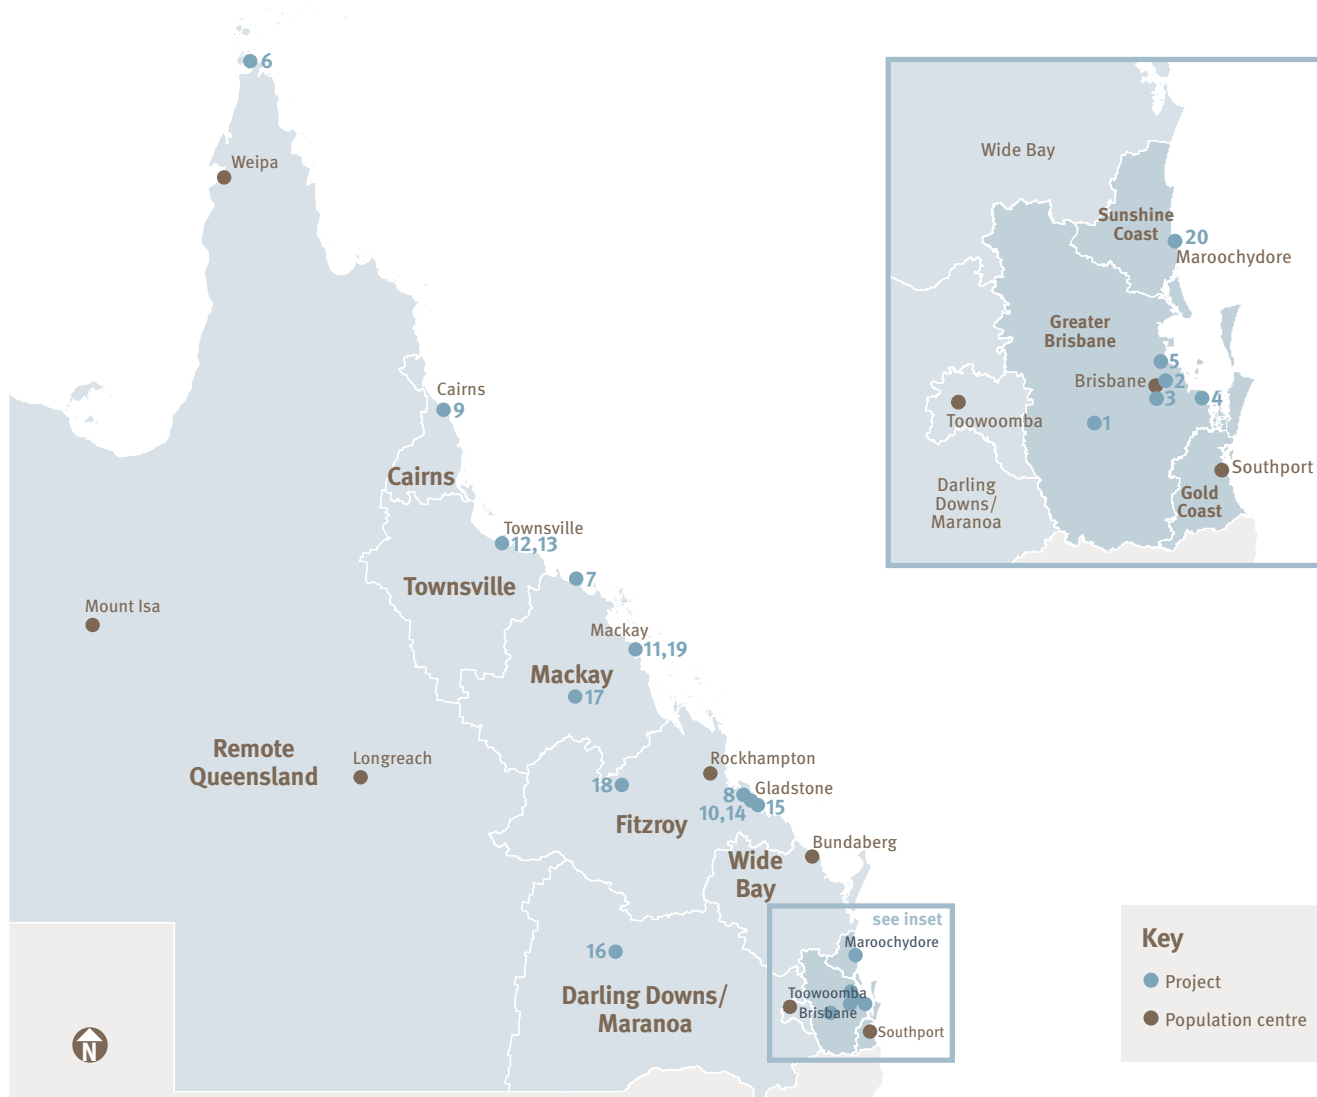 6
Weipa
Cairns
9
Cairns
Townsville
12,13
7
Townsville
Mount Isa
Mackay
11,19
Mackay
17
Remote
Queensland
Longreach
Rockhampton
18
8
Gladstone
10,14
15
Fitzroy
Bundaberg
Wide
Bay
see inset
Maroochydore
16
Toowoomba
Brisbane
Darling Downs/
Maranoa
Southport
N
Wide Bay
Sunshine
Coast
20
Maroochydore
Greater
Brisbane
5
Brisbane
2
3
4
Toowoomba
1
Southport
Darling
Downs/
Maranoa
Gold
Coast
Key
Project
Population centre